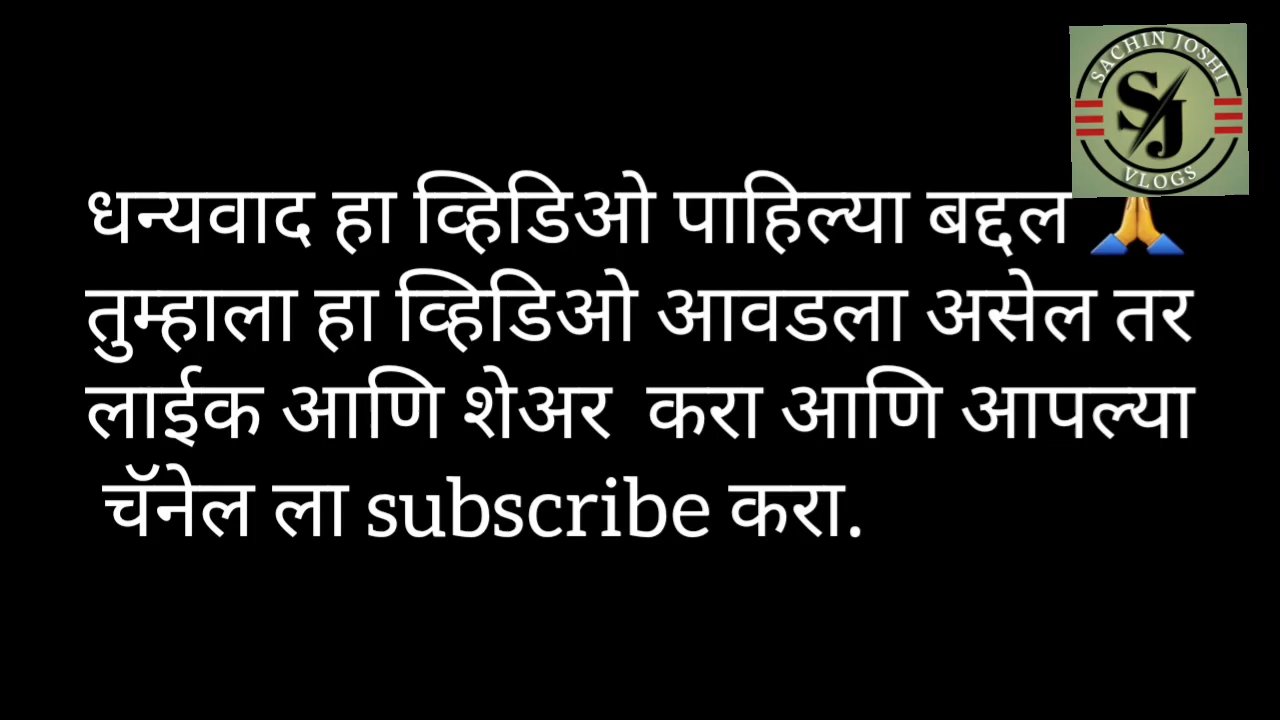 SACHIN JOSHI
SJ
VLOGS
धन्यवाद हा व्हिडिओ पाहिल्या बद्दल 🙏
तुम्हाला हा व्हिडिओ आवडला असेल तर
लाईक आणि शेअर करा आणि आपल्या
चॅनेल ला subscribe करा.